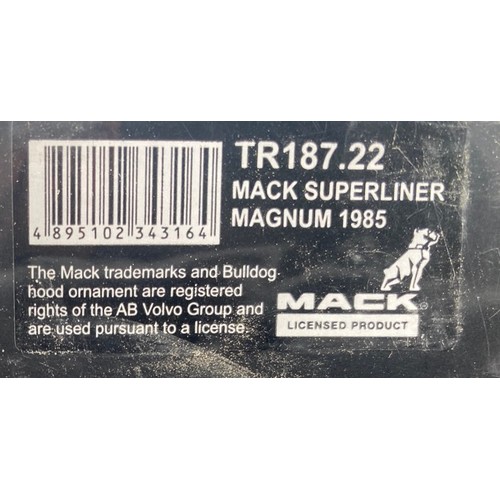 TR187.22
MACK SUPERLINER
MAGNUM 1985
4 895102 343164
The Mack trademarks and Bulldog
hood ornament are registered
rights of the AB Volvo Group and
are used pursuant to a license.
MACK®
LICENSED PRODUCT